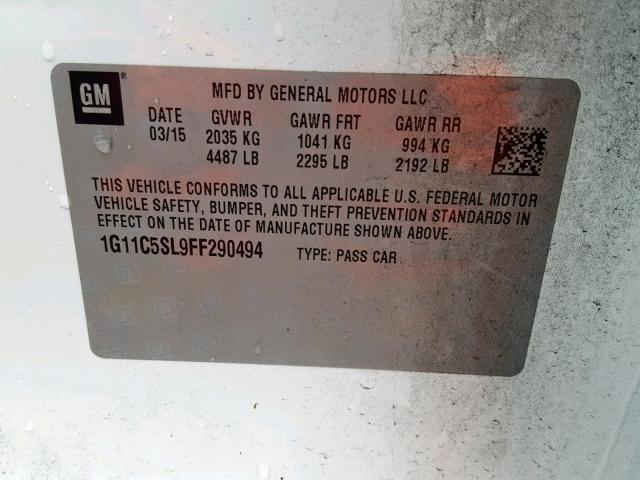 GM ® MFD BY GENERAL MOTORS LLC
DATE GVWR GAWR FRT GAWR RR
03/15 2035 KG 1041 KG 994 KG
4487 LB 2295 LB 2192 LB
THIS VEHICLE CONFORMS TO ALL APPLICABLE U.S. FEDERAL MOTOR
VEHICLE SAFETY, BUMPER, AND THEFT PREVENTION STANDARDS IN
EFFECT ON THE DATE OF MANUFACTURE SHOWN ABOVE.
1G11C5SL9FF290494 TYPE: PASS CAR